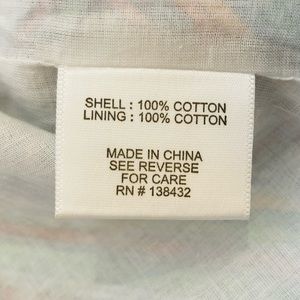 SHELL : 100% COTTON
LINING : 100% COTTON
MADE IN CHINA
SEE REVERSE
FOR CARE
RN # 138432